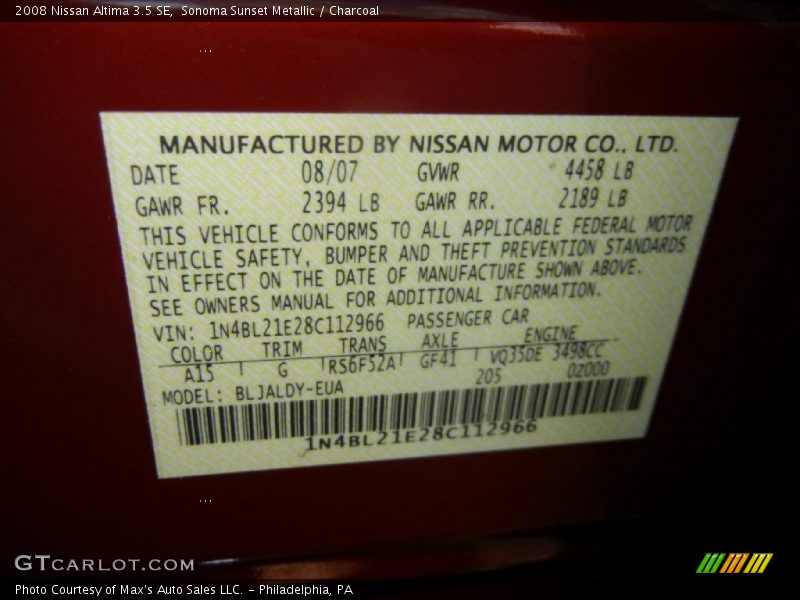 2008 Nissan Altima 3.5 SE,  Sonoma Sunset Metallic / Charcoal
...
MANUFACTURED BY NISSAN MOTOR CO., LTD.
DATE 08/07 GVWR 4458 LB
GAWR FR. 2394 LB GAWR RR. 2189 LB
THIS VEHICLE CONFORMS TO ALL APPLICABLE FEDERAL MOTOR
VEHICLE SAFETY, BUMPER AND THEFT PREVENTION STANDARDS
IN EFFECT ON THE DATE OF MANUFACTURE SHOWN ABOVE.
SEE OWNERS MANUAL FOR ADDITIONAL INFORMATION.
VIN: 1N4BL21E28C112966 PASSENGER CAR
COLOR TRIM TRANS AXLE ENGINE
A15 G RS6F52A GF41 VQ35DE 3498CC
MODEL: BLJALDY-EUA 205 0Z000
1N4BL21E28C112966
...
GTCARLOT.COM
Photo Courtesy of Max's Auto Sales LLC. - Philadelphia, PA